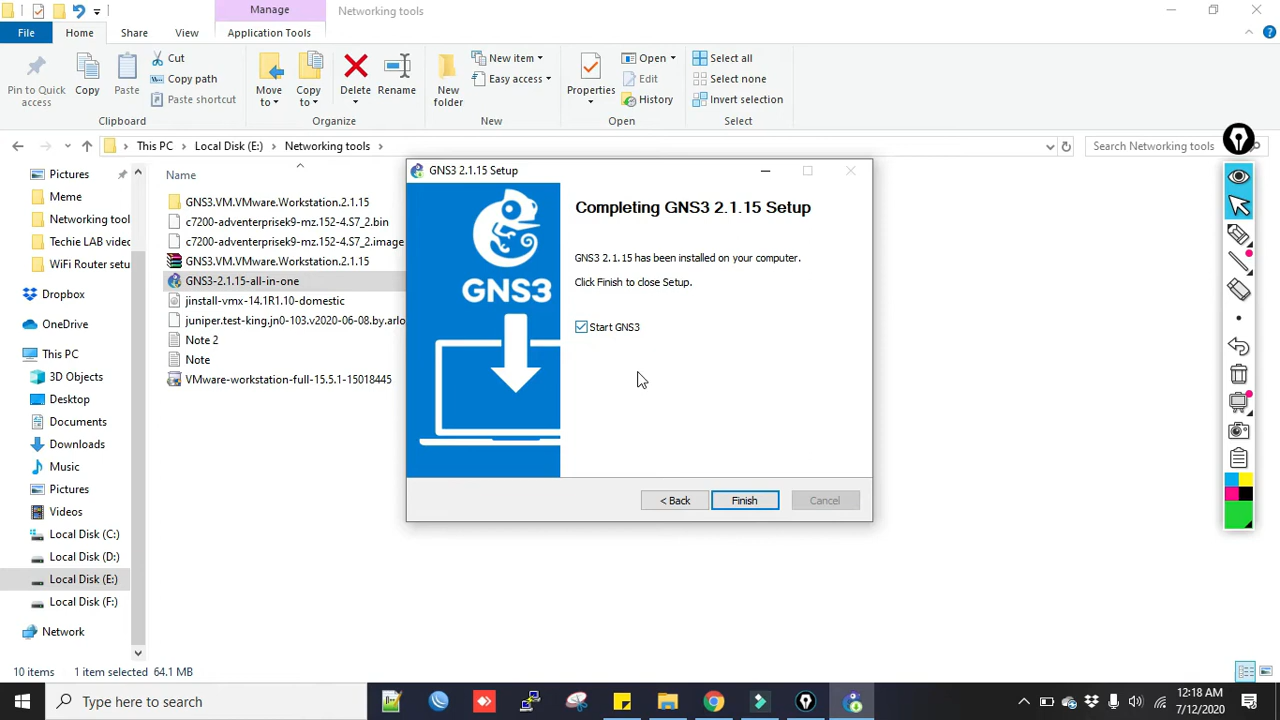 Manage
Networking tools
File
Home
Share
View
Application Tools
Pin to Quick access
Copy
Paste
Cut
Copy path
Paste shortcut
Clipboard
Move to
Copy to
Delete
Rename
Organize
New folder
New item
Easy access
New
Properties
Open
Edit
History
Open
Select all
Select none
Invert selection
Select
This PC
Local Disk (E:)
Networking tools
Search Networking tools
Pictures
Meme
Networking tool
Techie LAB video
WiFi Router setu
Dropbox
OneDrive
This PC
3D Objects
Desktop
Documents
Downloads
Music
Pictures
Videos
Local Disk (C:)
Local Disk (D:)
Local Disk (E:)
Local Disk (F:)
Network
Name
GNS3.VM.VMware.Workstation.2.1.15
c7200-adventerprisek9-mz.152-4.S7_2.bin
c7200-adventerprisek9-mz.152-4.S7_2.image
GNS3.VM.VMware.Workstation.2.1.15
GNS3-2.1.15-all-in-one
jinstall-vmx-14.1R1.10-domestic
juniper.test-king.jn0-103.v2020-06-08.by.arlo
Note 2
Note
VMware-workstation-full-15.5.1-15018445
GNS3 2.1.15 Setup
GNS3
Completing GNS3 2.1.15 Setup
GNS3 2.1.15 has been installed on your computer.
Click Finish to close Setup.
Start GNS3
< Back
Finish
Cancel
10 items
1 item selected 64.1 MB
Type here to search
12:18 AM
7/12/2020